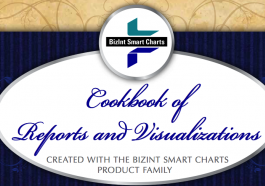 BizInt Smart Charts
Cookbook of
Reports and Visualizations
CREATED WITH THE BIZINT SMART CHARTS
PRODUCT FAMILY